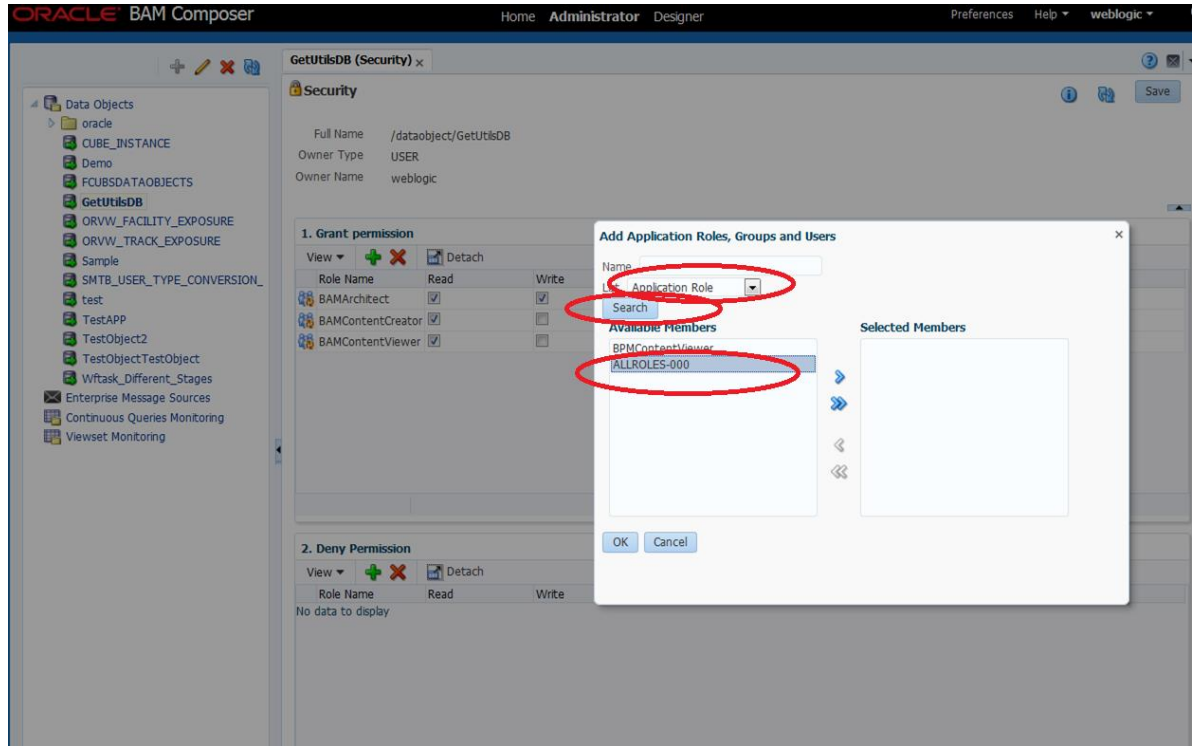 ORACLE BAM Composer
Home Administrator Designer
Preferences Help weblogic
GetUtilsDB (Security)
Security
Save
Full Name /dataobject/GetUtilsDB
Owner Type USER
Owner Name weblogic
Data Objects
oracle
CUBE_INSTANCE
Demo
FCUBSDATAOBJECTS
GetUtilsDB
ORVW_FACILITY_EXPOSURE
ORVW_TRACK_EXPOSURE
Sample
SMTB_USER_TYPE_CONVERSION_
test
TestAPP
TestObject2
TestObjectTestObject
Wftask_Different_Stages
Enterprise Message Sources
Continuous Queries Monitoring
Viewset Monitoring
1. Grant permission
View Detach
Role Name Read Write
BAMArchitect
BAMContentCreator
BAMContentViewer
2. Deny Permission
View Detach
Role Name Read Write
No data to display
Add Application Roles, Groups and Users
Name
List Application Role
Search
Available Members
Selected Members
BPMContentViewer
ALLROLES-000
OK Cancel